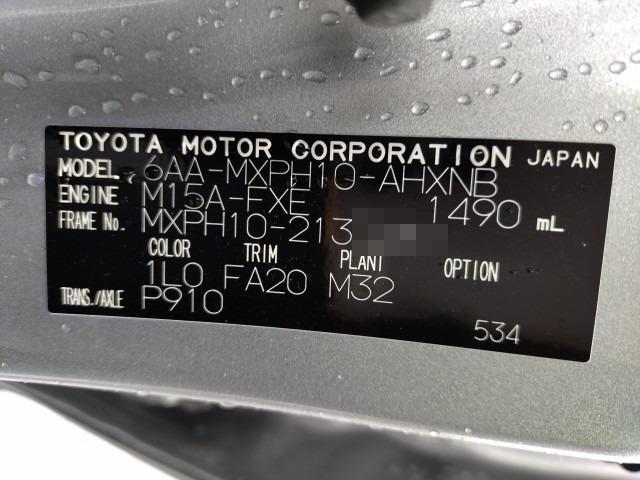 TOYOTA MOTOR CORPORATION JAPAN
MODEL 6AA-MXPH10-AHXNB
ENGINE M15A-FXE 1490 mL
FRAME No. MXPH10-213
COLOR TRIM PLANT OPTION
1L0 FA20 M32
TRANS./AXLE P910
534